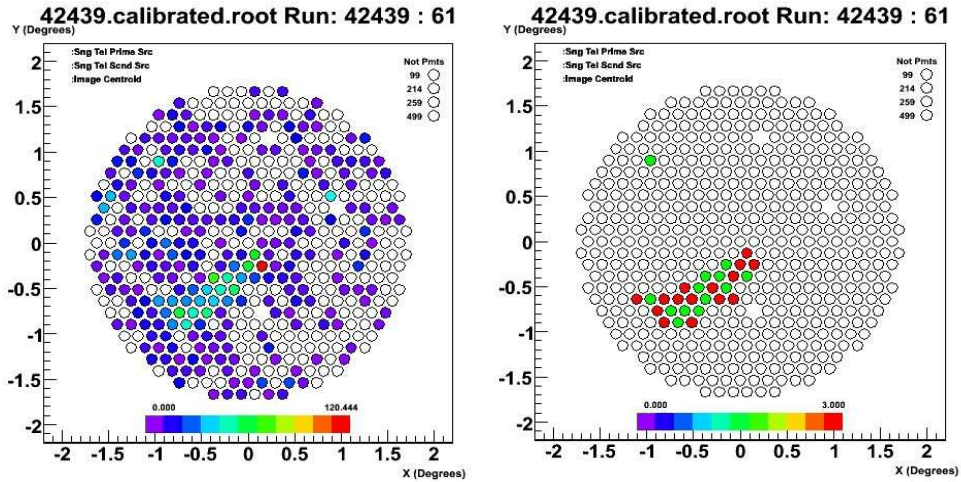 42439.calibrated.root Run: 42439 : 61
Y (Degrees)
:Sng Tel Prime Src
:Sng Tel Scnd Src
:Image Centroid
Not Pmts
99
214
259
499
2
1.5
1
0.5
0
-0.5
-1
-1.5
-2
0.000 120.444
-2 -1.5 -1 -0.5 0 0.5 1 1.5 2
X (Degrees)
42439.calibrated.root Run: 42439 : 61
Y (Degrees)
:Sng Tel Prime Src
:Sng Tel Scnd Src
:Image Centroid
Not Pmts
99
214
259
499
2
1.5
1
0.5
0
-0.5
-1
-1.5
-2
0.000 3.000
-2 -1.5 -1 -0.5 0 0.5 1 1.5 2
X (Degrees)